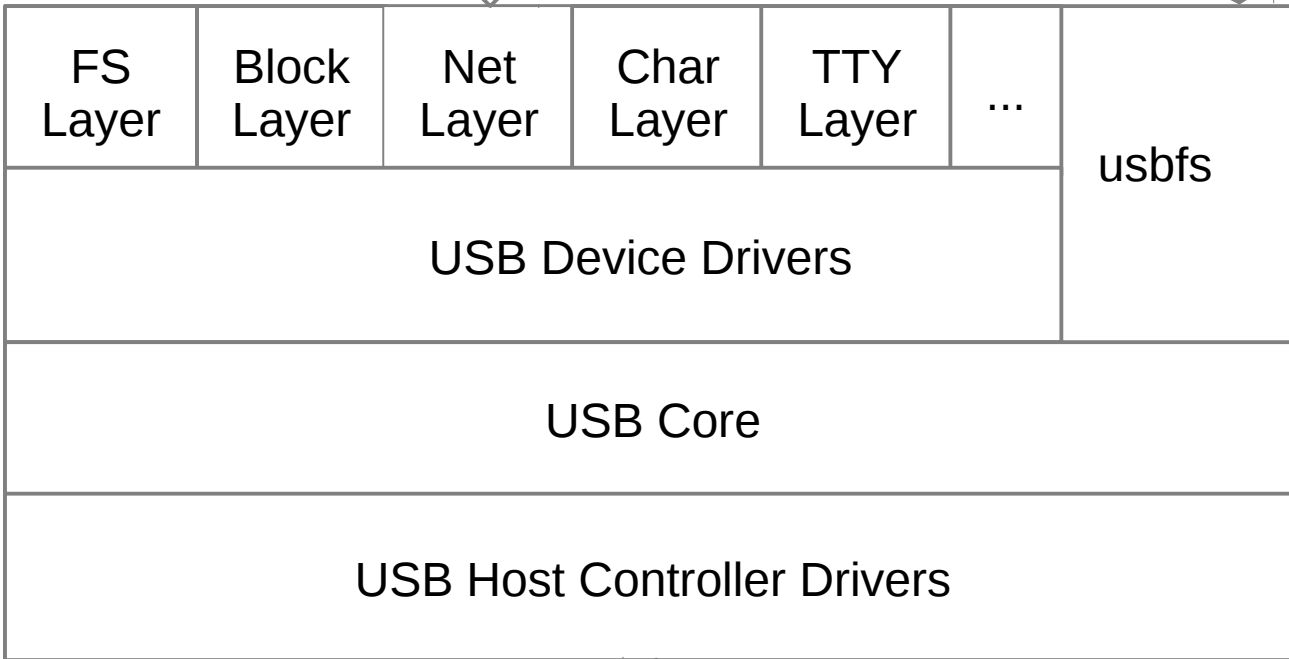 FS
Layer
Block
Layer
Net
Layer
Char
Layer
TTY
Layer
...
usbfs
USB Device Drivers
USB Core
USB Host Controller Drivers